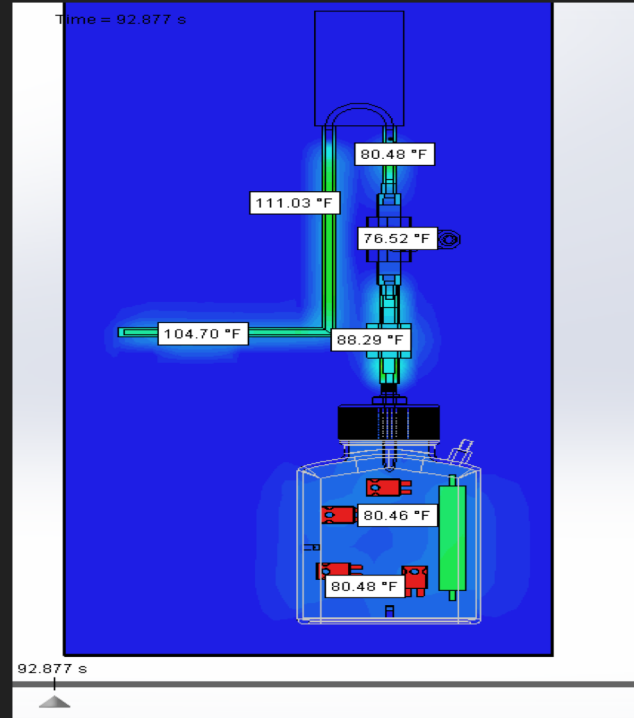 Time = 92.877 s
80.48 °F
111.03 °F
76.52 °F
104.70 °F
88.29 °F
80.46 °F
80.48 °F
92.877 s